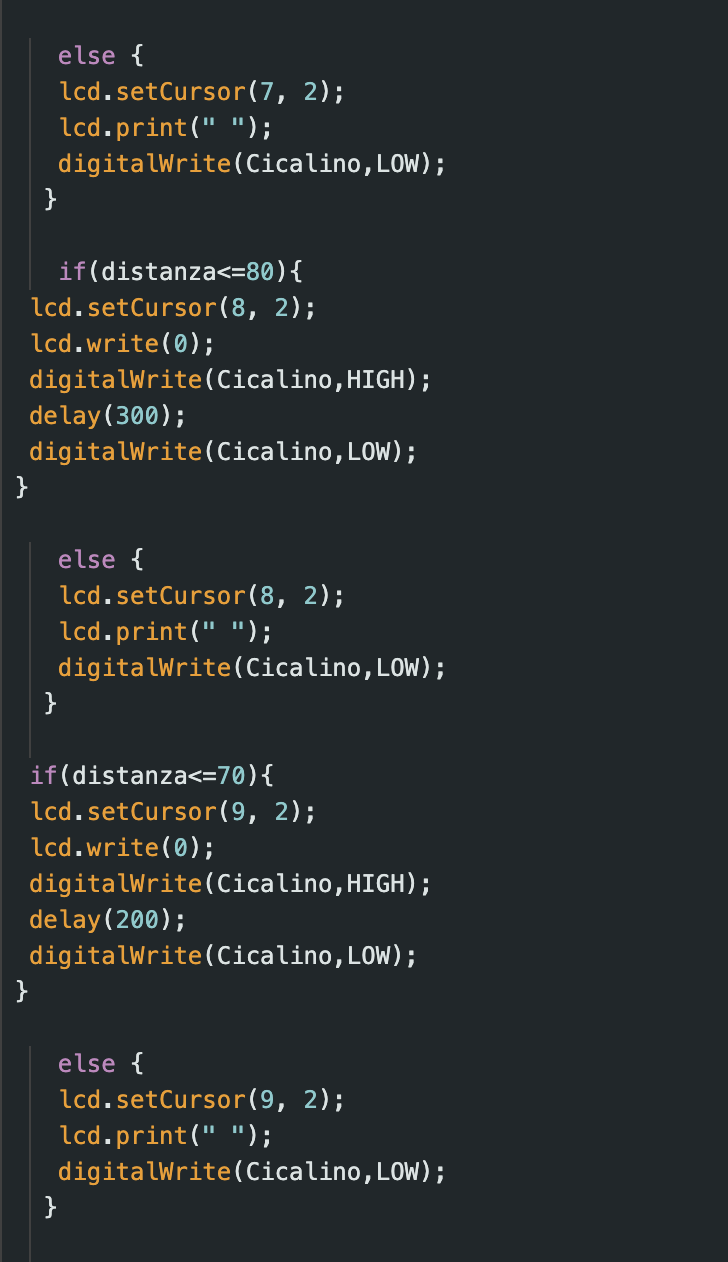 else {
lcd.setCursor(7, 2);
lcd.print(" ");
digitalWrite(Cicalino,LOW);
}
if(distanza<=80){
lcd.setCursor(8, 2);
lcd.write(0);
digitalWrite(Cicalino,HIGH);
delay(300);
digitalWrite(Cicalino,LOW);
}
else {
lcd.setCursor(8, 2);
lcd.print(" ");
digitalWrite(Cicalino,LOW);
}
if(distanza<=70){
lcd.setCursor(9, 2);
lcd.write(0);
digitalWrite(Cicalino,HIGH);
delay(200);
digitalWrite(Cicalino,LOW);
}
else {
lcd.setCursor(9, 2);
lcd.print(" ");
digitalWrite(Cicalino,LOW);
}